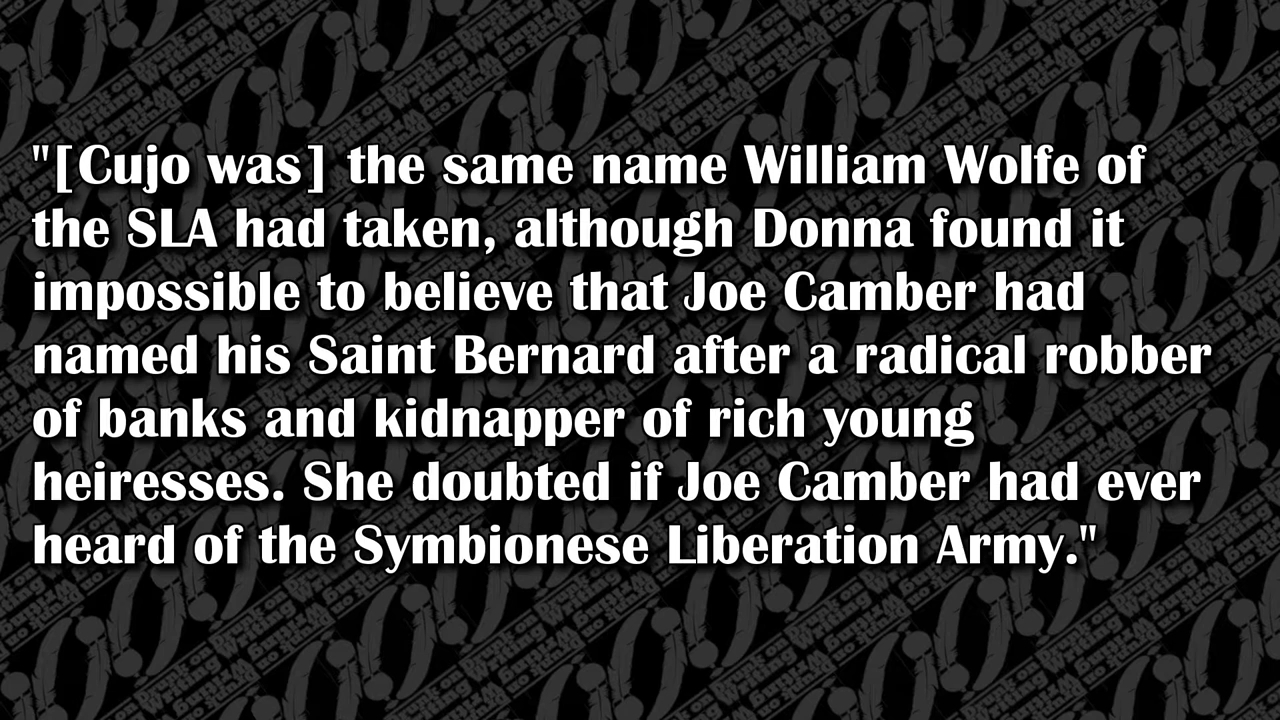 "[Cujo was] the same name William Wolfe of
the SLA had taken, although Donna found it
impossible to believe that Joe Camber had
named his Saint Bernard after a radical robber
of banks and kidnapper of rich young
heiresses. She doubted if Joe Camber had ever
heard of the Symbionese Liberation Army."